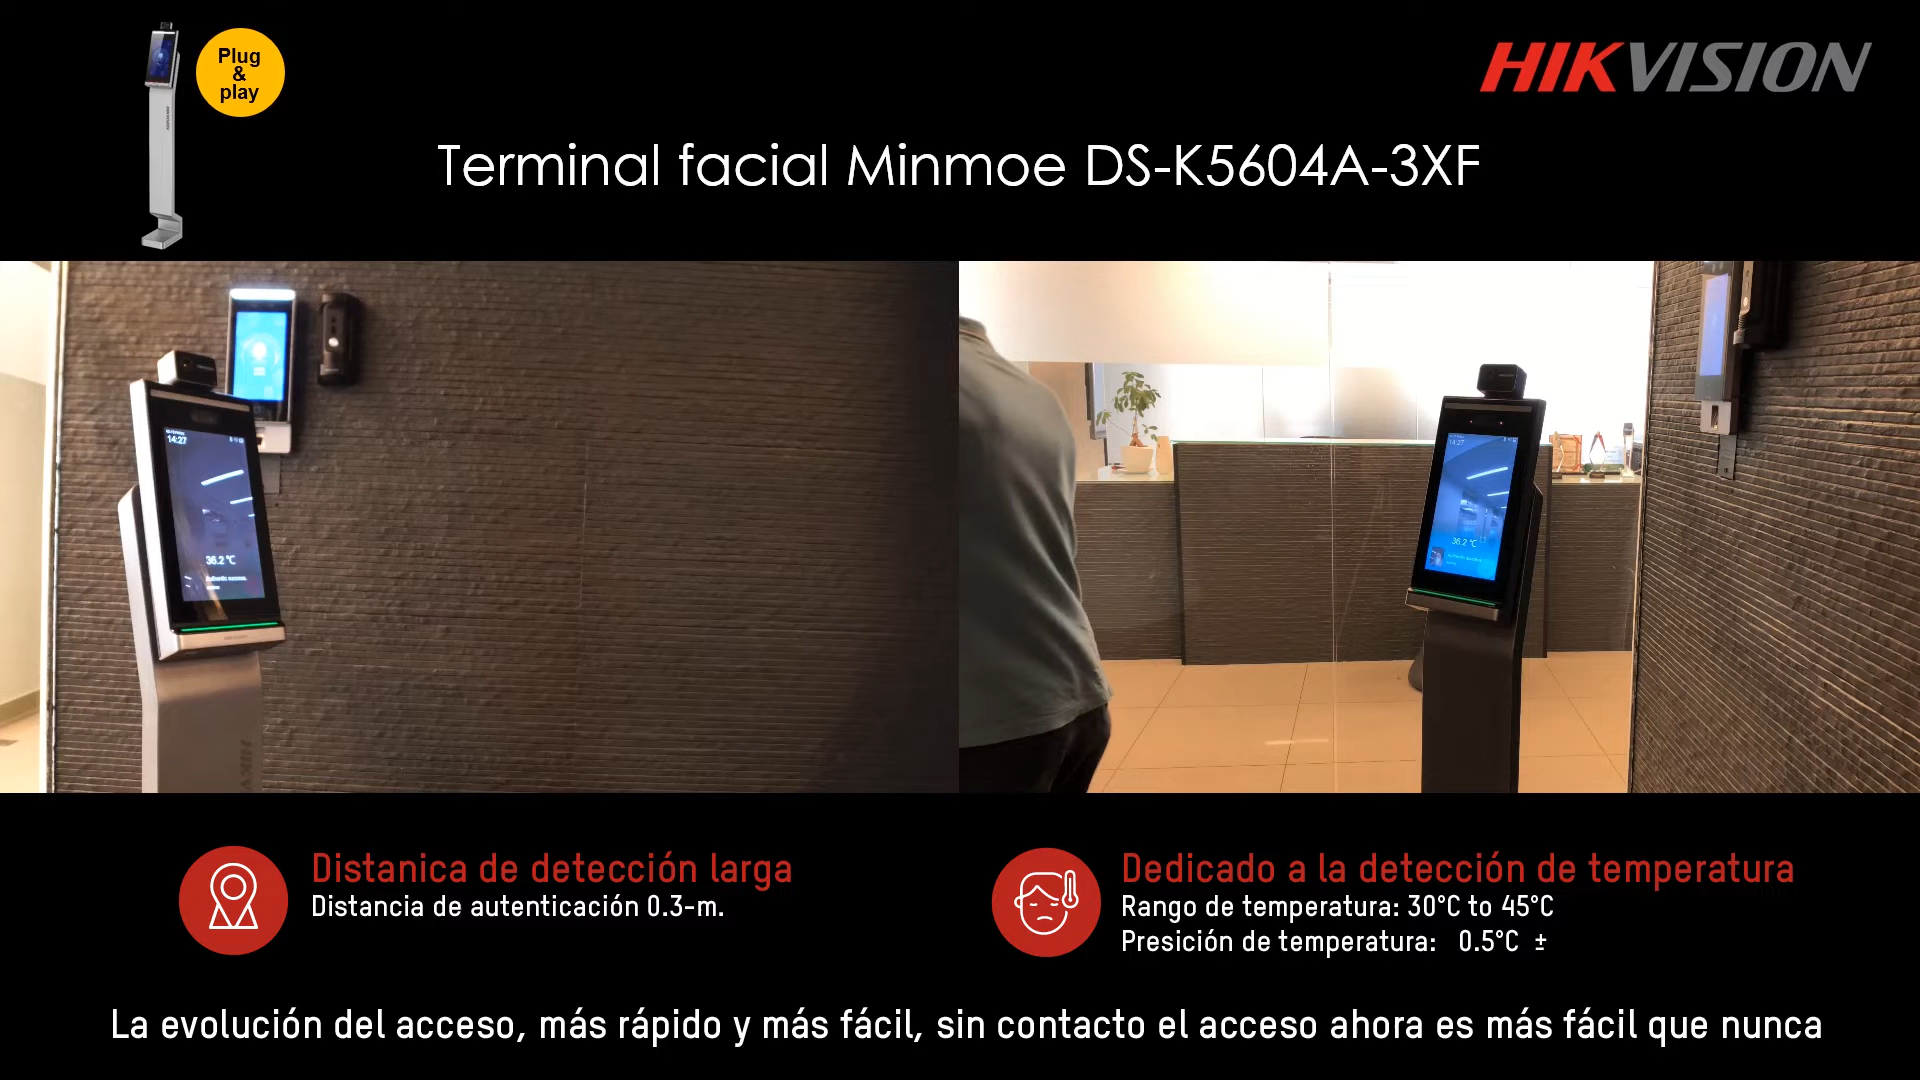 Plug
&
play
HIKVISION
Terminal facial Minmoe DS-K5604A-3XF
14:27
36.2 °C
14:27
36.2 °C
Distanica de detección larga
Distancia de autenticación 0.3-m.
Dedicado a la detección de temperatura
Rango de temperatura: 30°C to 45°C
Presición de temperatura: 0.5°C ±
La evolución del acceso, más rápido y más fácil, sin contacto el acceso ahora es más fácil que nunca